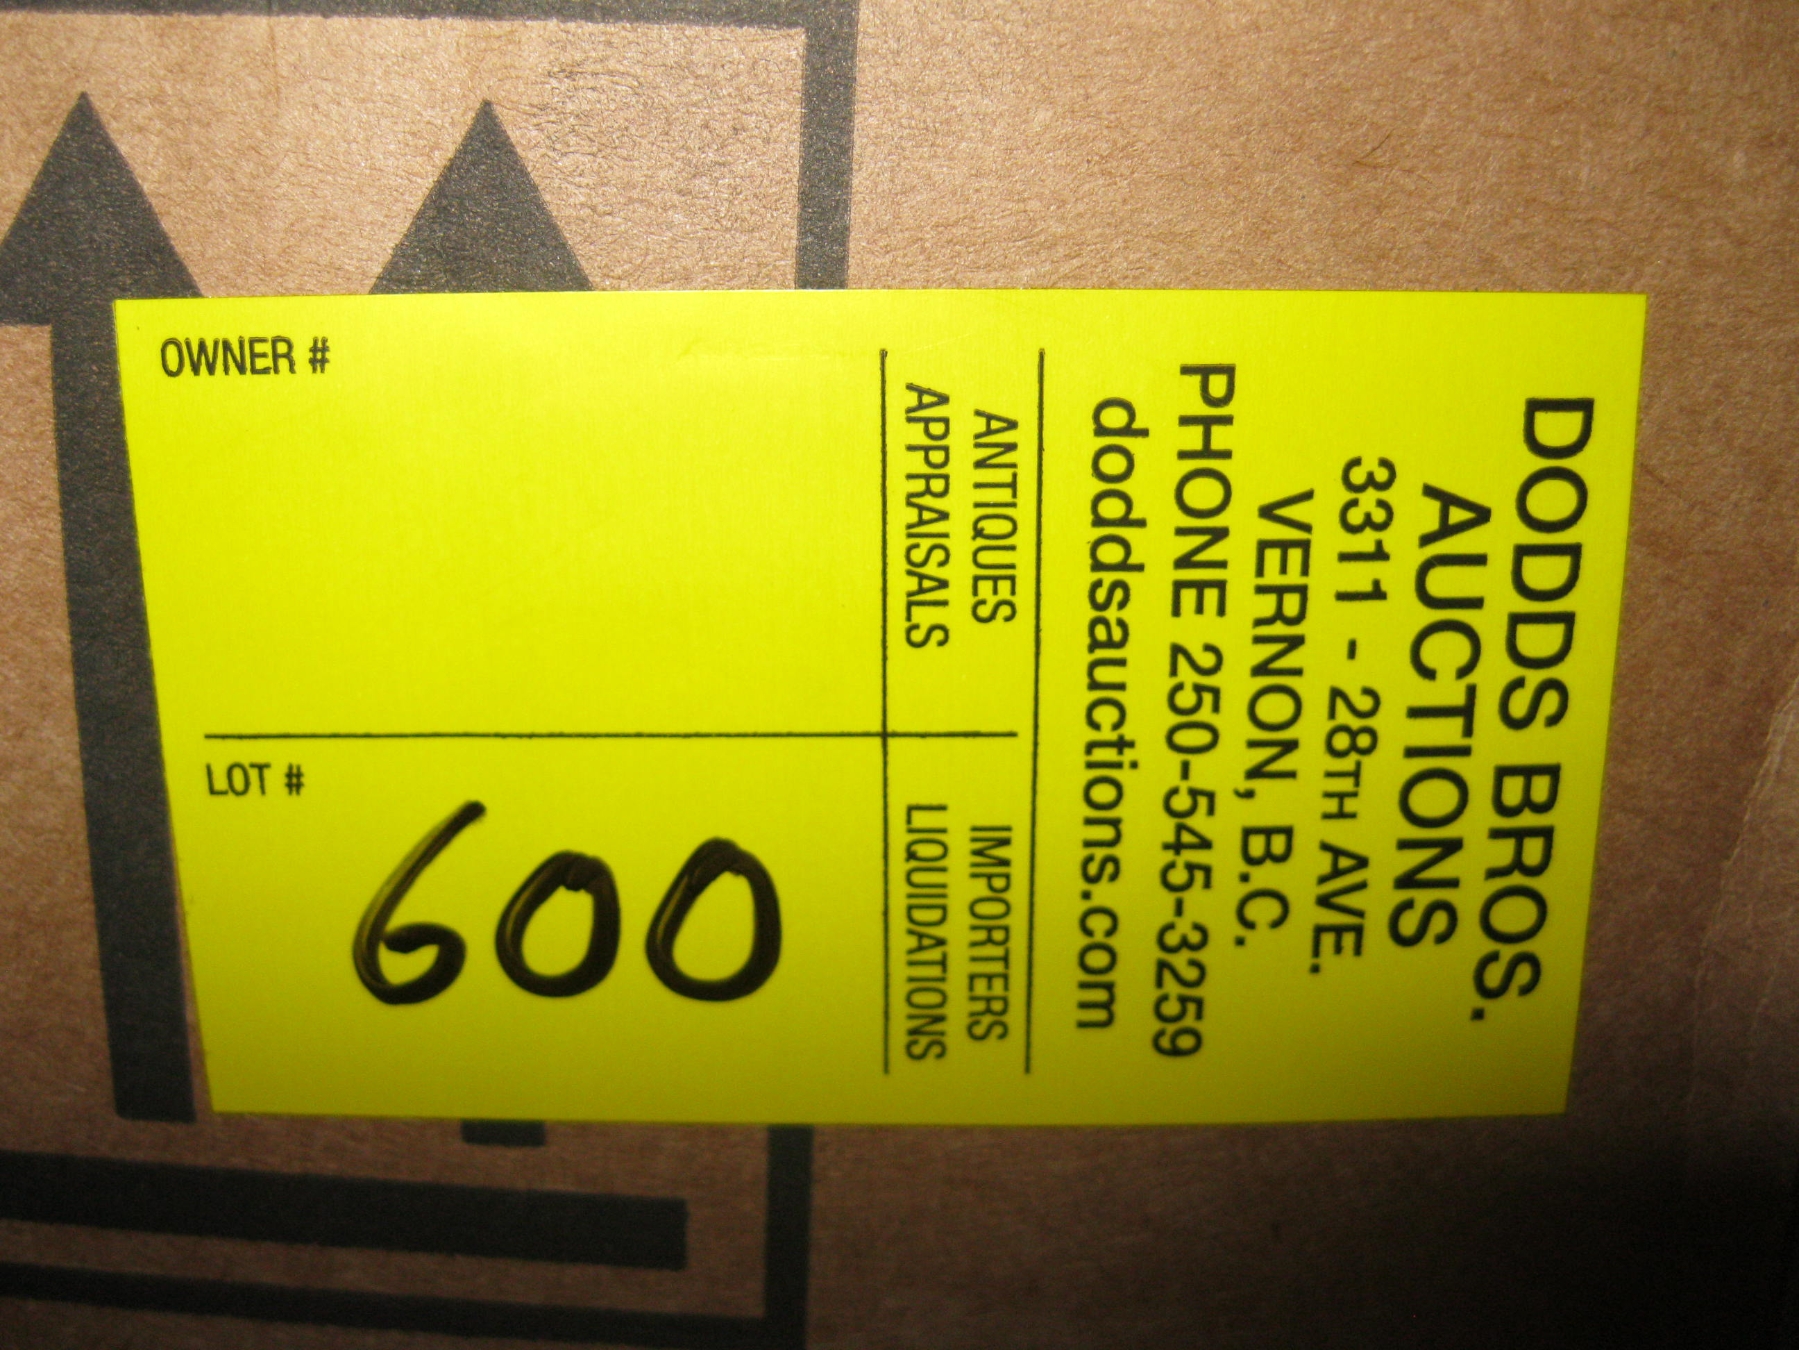 DODDS BROS.
AUCTIONS
3311 - 28TH AVE.
VERNON, B.C.
PHONE 250-545-3259
doddsauctions.com
ANTIQUES IMPORTERS
APPRAISALS LIQUIDATIONS
OWNER #
LOT #
600